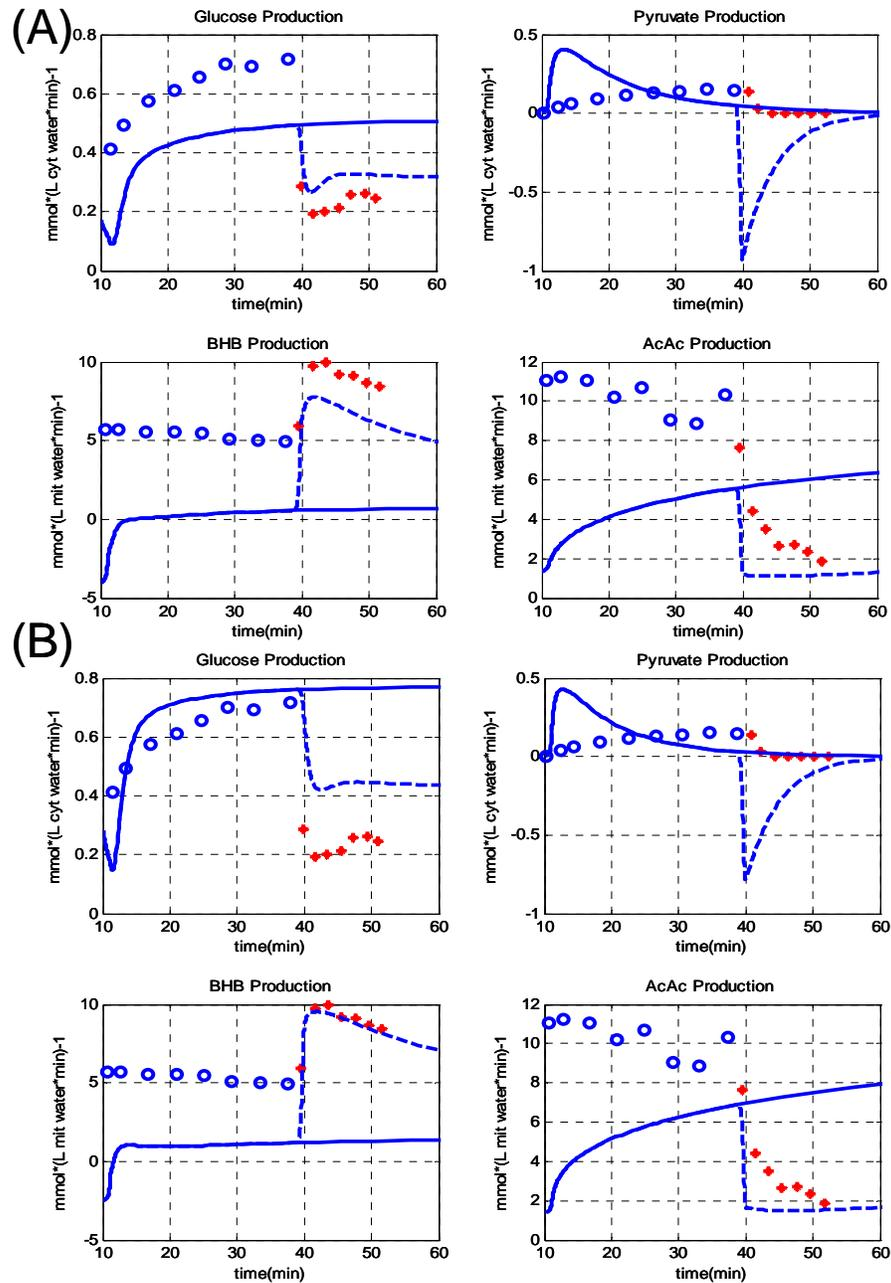 (A)
Glucose Production
mmol*(L cyt water*min)-1
0.8
0.6
0.4
0.2
0
10 20 30 40 50 60
time(min)
Pyruvate Production
mmol*(L cyt water*min)-1
0.5
0
-0.5
-1
10 20 30 40 50 60
time(min)
BHB Production
mmol*(L mit water*min)-1
10
5
0
-5
10 20 30 40 50 60
time(min)
AcAc Production
mmol*(L mit water*min)-1
12
10
8
6
4
2
0
10 20 30 40 50 60
time(min)
(B)
Glucose Production
mmol*(L cyt water*min)-1
0.8
0.6
0.4
0.2
0
10 20 30 40 50 60
time(min)
Pyruvate Production
mmol*(L cyt water*min)-1
0.5
0
-0.5
-1
10 20 30 40 50 60
time(min)
BHB Production
mmol*(L mit water*min)-1
10
5
0
-5
10 20 30 40 50 60
time(min)
AcAc Production
mmol*(L mit water*min)-1
12
10
8
6
4
2
0
10 20 30 40 50 60
time(min)